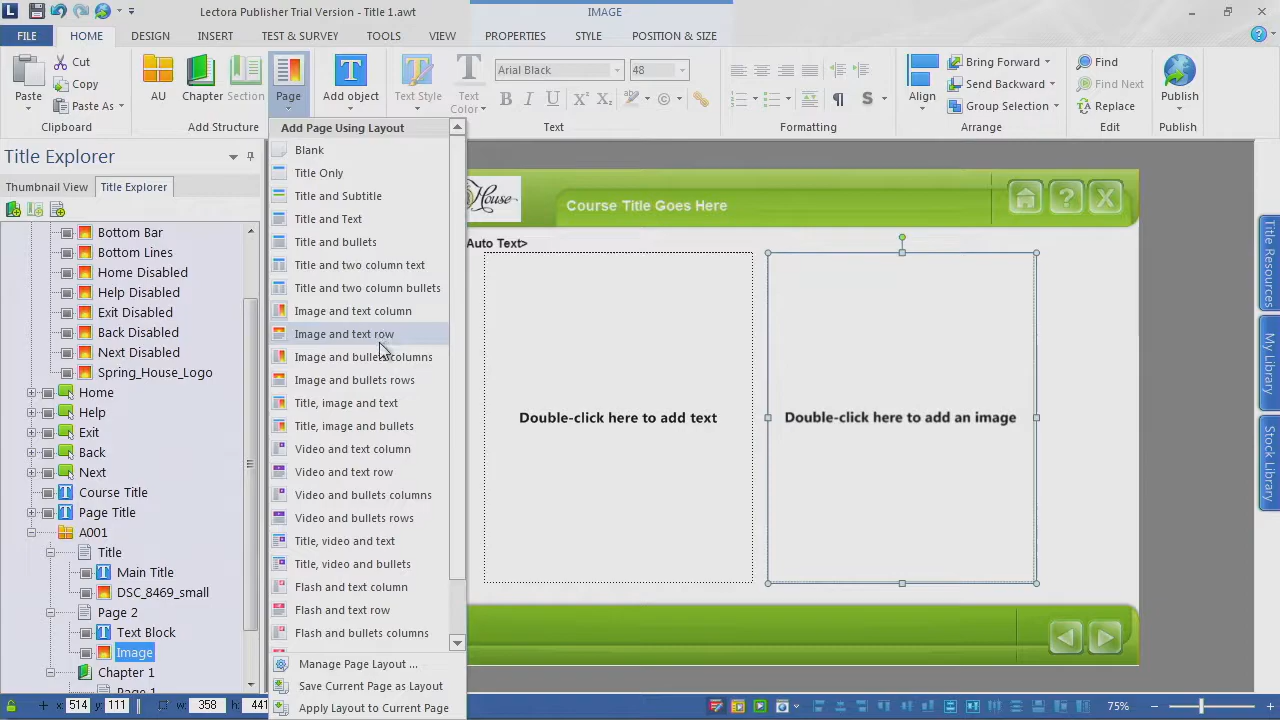 Lectora Publisher Trial Version - Title 1.awt
IMAGE
FILE
HOME
DESIGN
INSERT
TEST & SURVEY
TOOLS
VIEW
PROPERTIES
STYLE
POSITION & SIZE
Paste
Cut
Copy
Paste As
Clipboard
AU
Chapter
Section
Page
Add Structure
Add object
Text Style
Text Color
Arial Black
48
B I U X² X₂
Text
Formatting
Align
Bring Forward
Send Backward
Group Selection
Arrange
Find
Find Next
Replace
Edit
Publish
Publish
Title Explorer
Thumbnail View
Title Explorer
Bottom Bar
Bottom Lines
Home Disabled
Help Disabled
Exit Disabled
Back Disabled
Next Disabled
Spring_House_Logo
Home
Help
Exit
Back
Next
Course Title
Page Title
A001
Title
Main Title
DSC_8469_small
Page 2
Text Block
Image
Chapter 1
Page 1
Add Page Using Layout
Blank
Title Only
Title and Subtitle
Title and Text
Title and bullets
Title and two column text
Title and two column bullet
Image and text column
Image and text row
Image and bullets columns
Image and bullets rows
Title, image and text
Title, image and bullets
Video and text column
Video and text row
Video and bullets columns
Video and bullets rows
Title, video and text
Title, video and bullets
Flash and text column
Flash and text row
Flash and bullets columns
Manage Page Layout ...
Save Current Page as Layout
Apply Layout to Current Page
House
Course Title Goes Here
Auto Text>
Double-click here to add text
Double-click here to add an image
Title Resources
My Library
Stock Library
x: 514
y: 111
w: 358
h: 441
75%